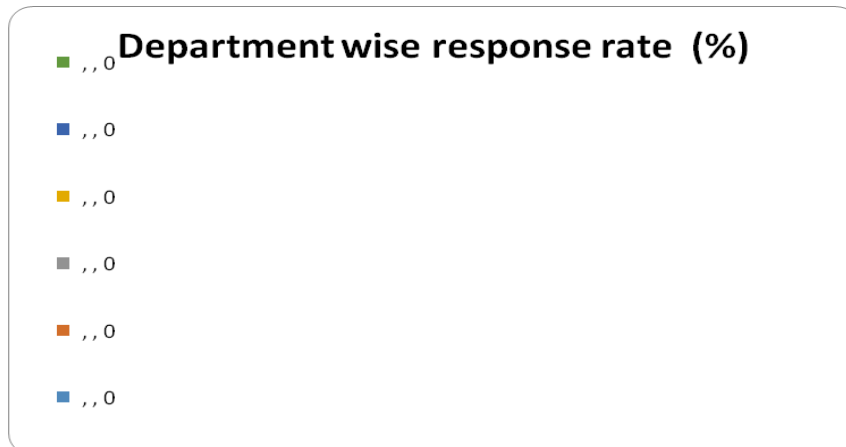 Department wise response rate (%)
, , 0
, , 0
, , 0
, , 0
, , 0
, , 0